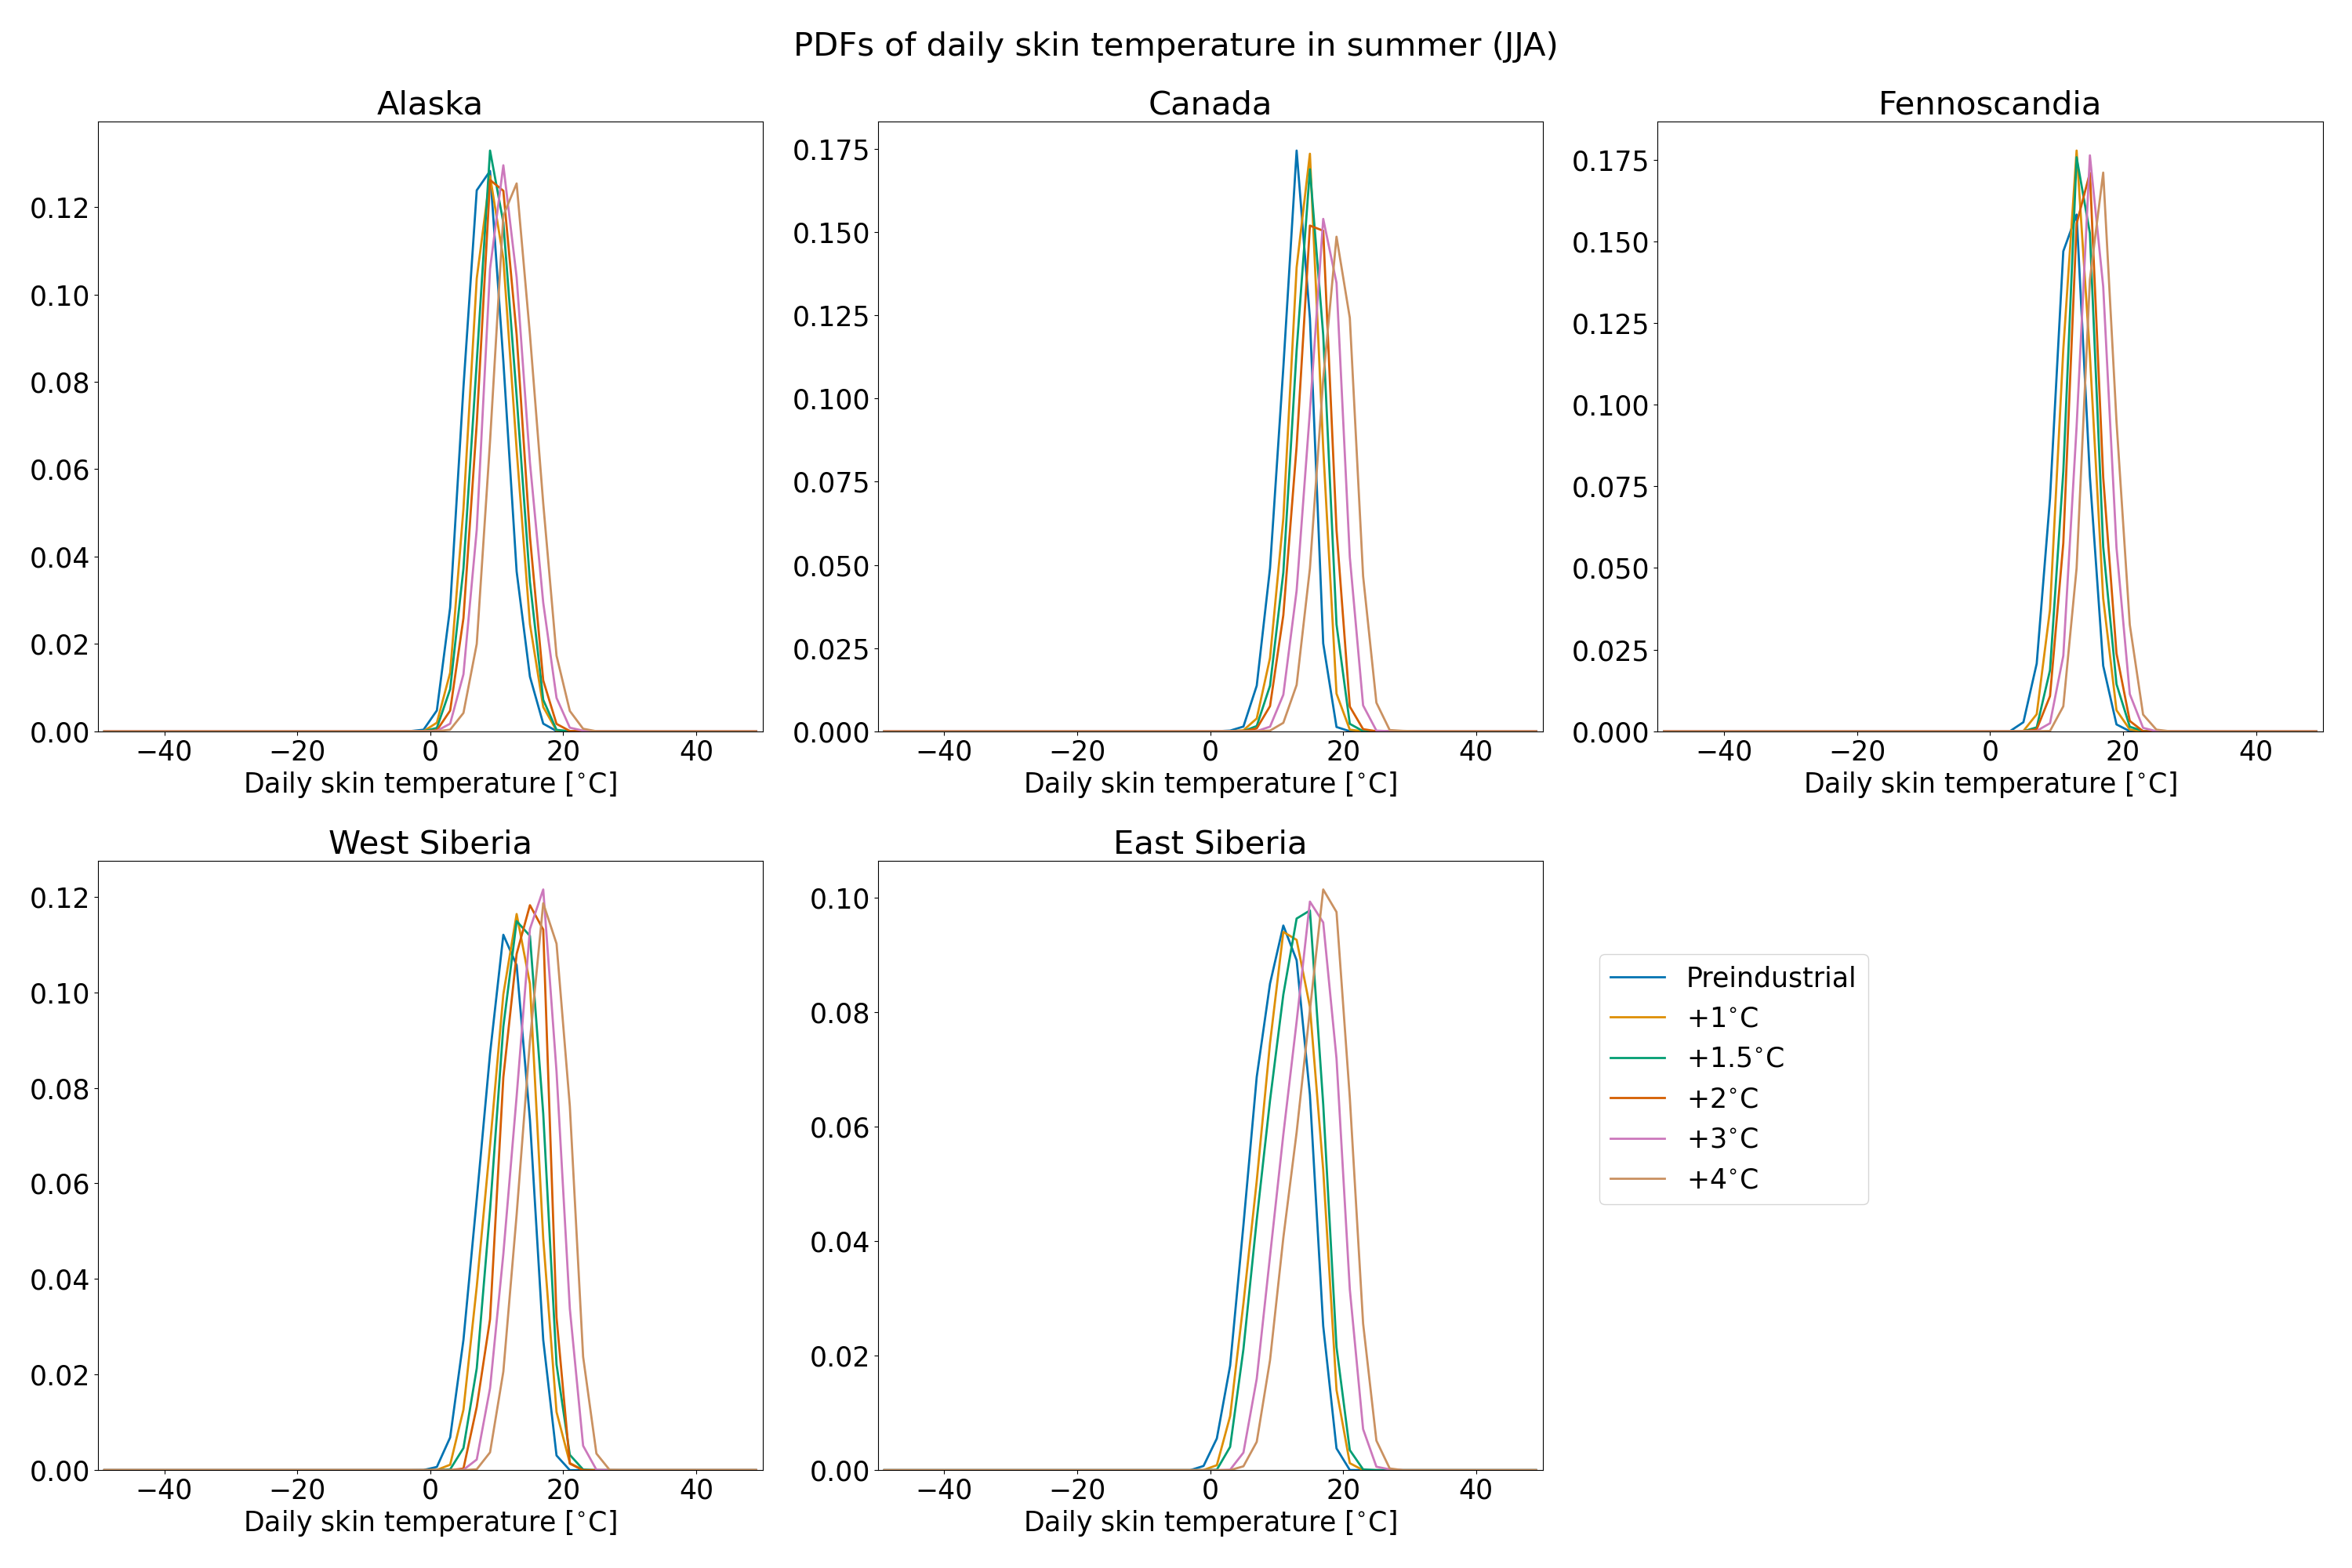 PDFs of daily skin temperature in summer (JJA)
Alaska
0.12
0.10
0.08
0.06
0.04
0.02
0.00
−40 −20 0 20 40
Daily skin temperature [°C]
Canada
0.175
0.150
0.125
0.100
0.075
0.050
0.025
0.000
−40 −20 0 20 40
Daily skin temperature [°C]
Fennoscandia
0.175
0.150
0.125
0.100
0.075
0.050
0.025
0.000
−40 −20 0 20 40
Daily skin temperature [°C]
West Siberia
0.12
0.10
0.08
0.06
0.04
0.02
0.00
−40 −20 0 20 40
Daily skin temperature [°C]
East Siberia
0.10
0.08
0.06
0.04
0.02
0.00
−40 −20 0 20 40
Daily skin temperature [°C]
Preindustrial
+1°C
+1.5°C
+2°C
+3°C
+4°C